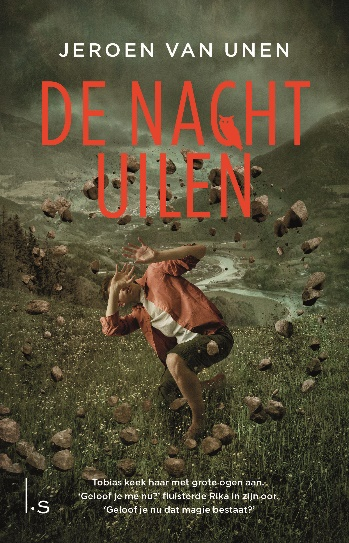 JEROEN VAN UNEN
DE NACHT
UILEN
Tobias keek haar met grote ogen aan.
‘Geloof je me nu?’ fluisterde Rika in zijn oor.
‘Geloof je nu dat magie bestaat?’
L.S